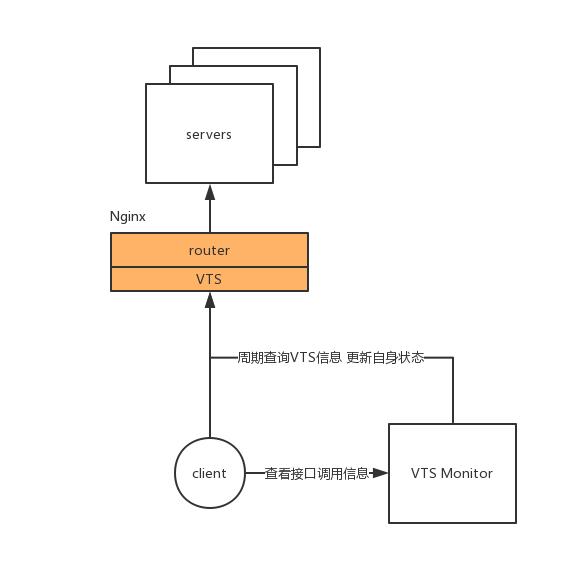 servers
Nginx
router
VTS
周期查询VTS信息 更新自身状态
client
查看接口调用信息
VTS Monitor